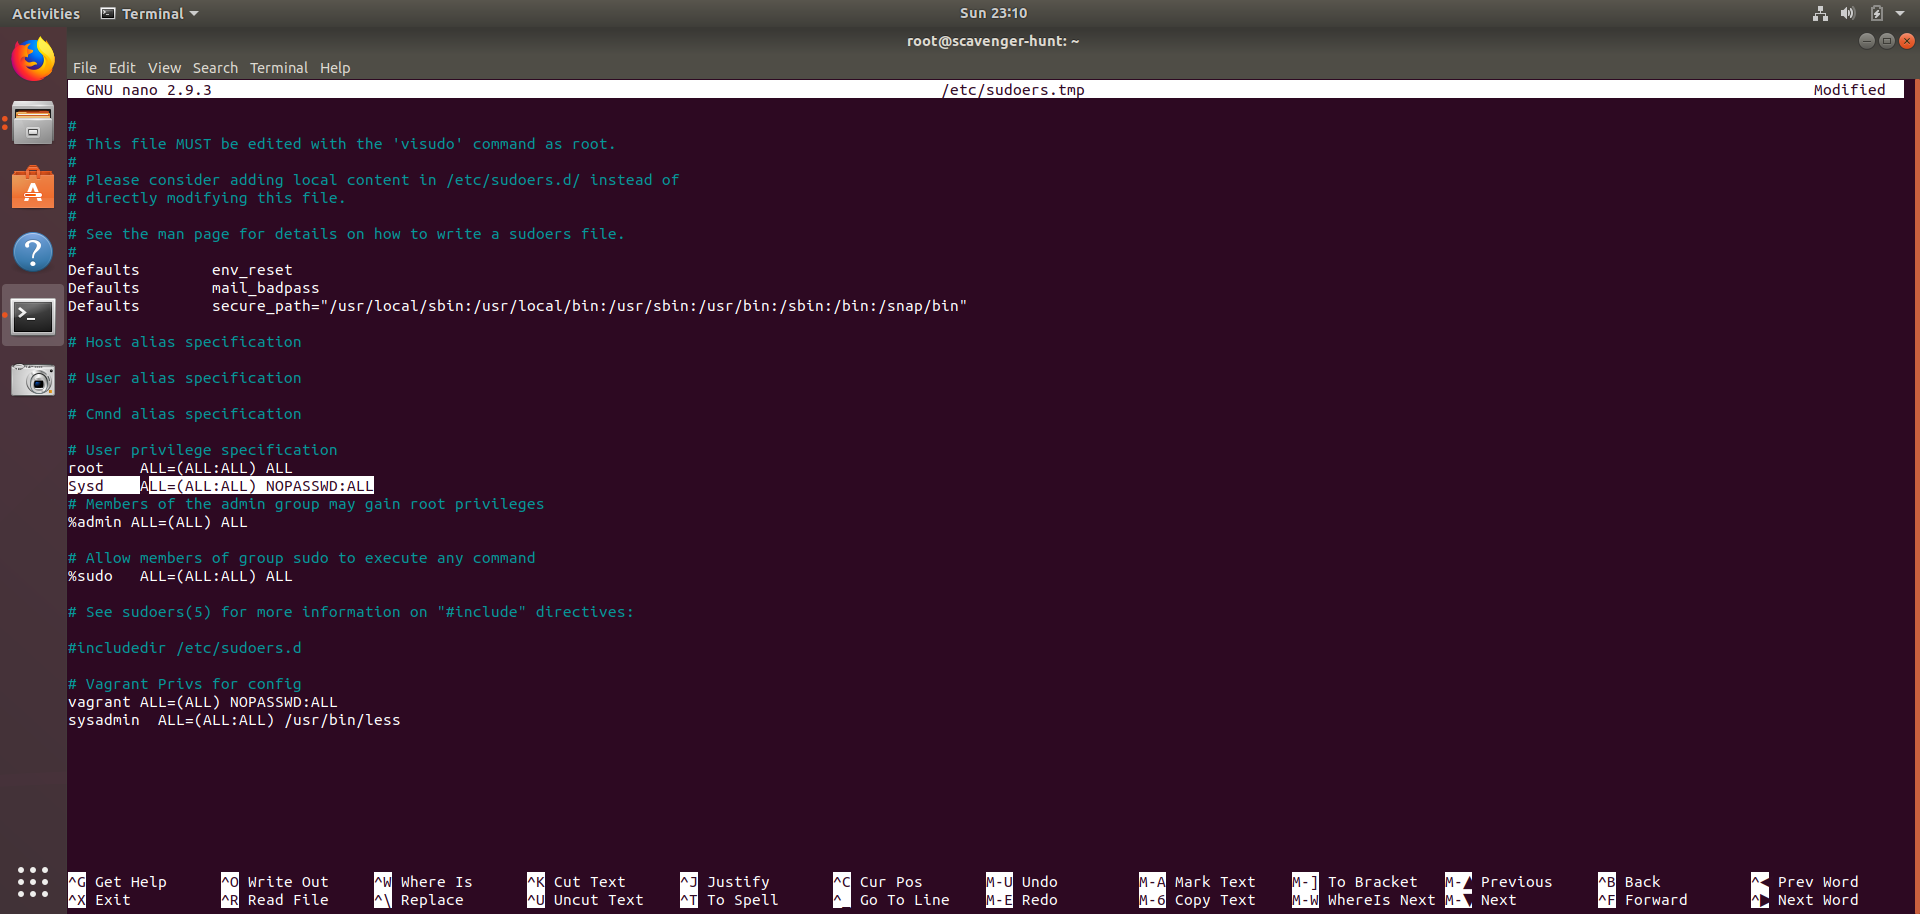 Activities Terminal Sun 23:10
root@scavenger-hunt: ~
File Edit View Search Terminal Help
GNU nano 2.9.3 /etc/sudoers.tmp Modified
#
# This file MUST be edited with the 'visudo' command as root.
#
# Please consider adding local content in /etc/sudoers.d/ instead of
# directly modifying this file.
#
# See the man page for details on how to write a sudoers file.
#
Defaults        env_reset
Defaults        mail_badpass
Defaults        secure_path="/usr/local/sbin:/usr/local/bin:/usr/sbin:/usr/bin:/sbin:/bin:/snap/bin"
# Host alias specification
# User alias specification
# Cmnd alias specification
# User privilege specification
root    ALL=(ALL:ALL) ALL
Sysd    ALL=(ALL:ALL) NOPASSWD:ALL
# Members of the admin group may gain root privileges
%admin ALL=(ALL) ALL
# Allow members of group sudo to execute any command
%sudo   ALL=(ALL:ALL) ALL
# See sudoers(5) for more information on "#include" directives:
#includedir /etc/sudoers.d
# Vagrant Privs for config
vagrant ALL=(ALL) NOPASSWD:ALL
sysadmin  ALL=(ALL:ALL) /usr/bin/less
^G Get Help ^O Write Out ^W Where Is ^K Cut Text ^J Justify ^C Cur Pos M-U Undo M-A Mark Text M-] To Bracket M-▲ Previous ^B Back ^◀ Prev Word
^X Exit ^R Read File ^\ Replace ^U Uncut Text ^T To Spell ^_ Go To Line M-E Redo M-6 Copy Text M-W WhereIs Next M-▼ Next ^F Forward ^▶ Next Word